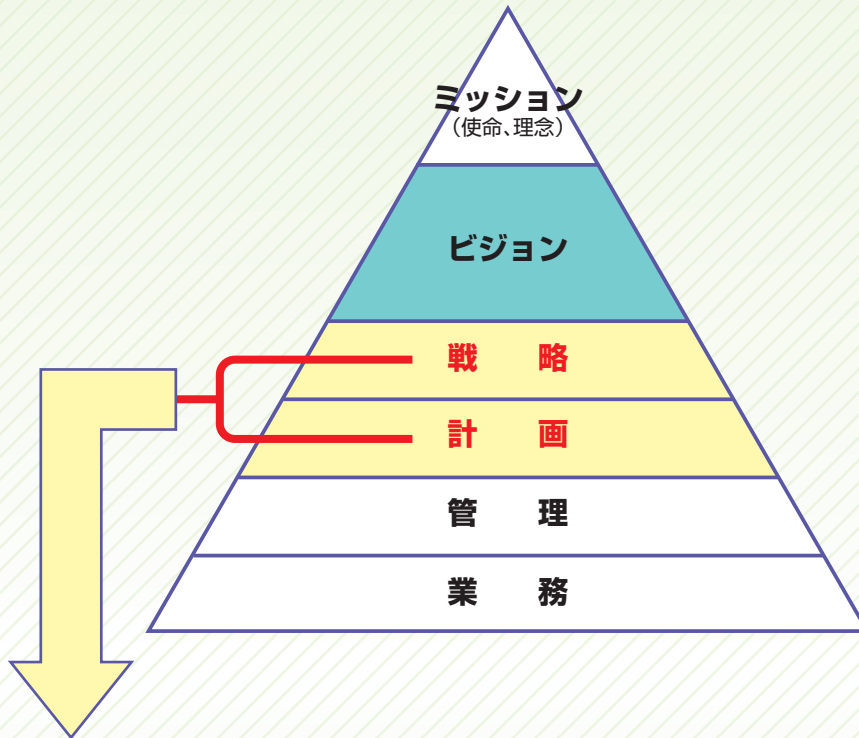 ミッション
（使命、理念）
ビジョン
戦　略
計　画
管　理
業　務